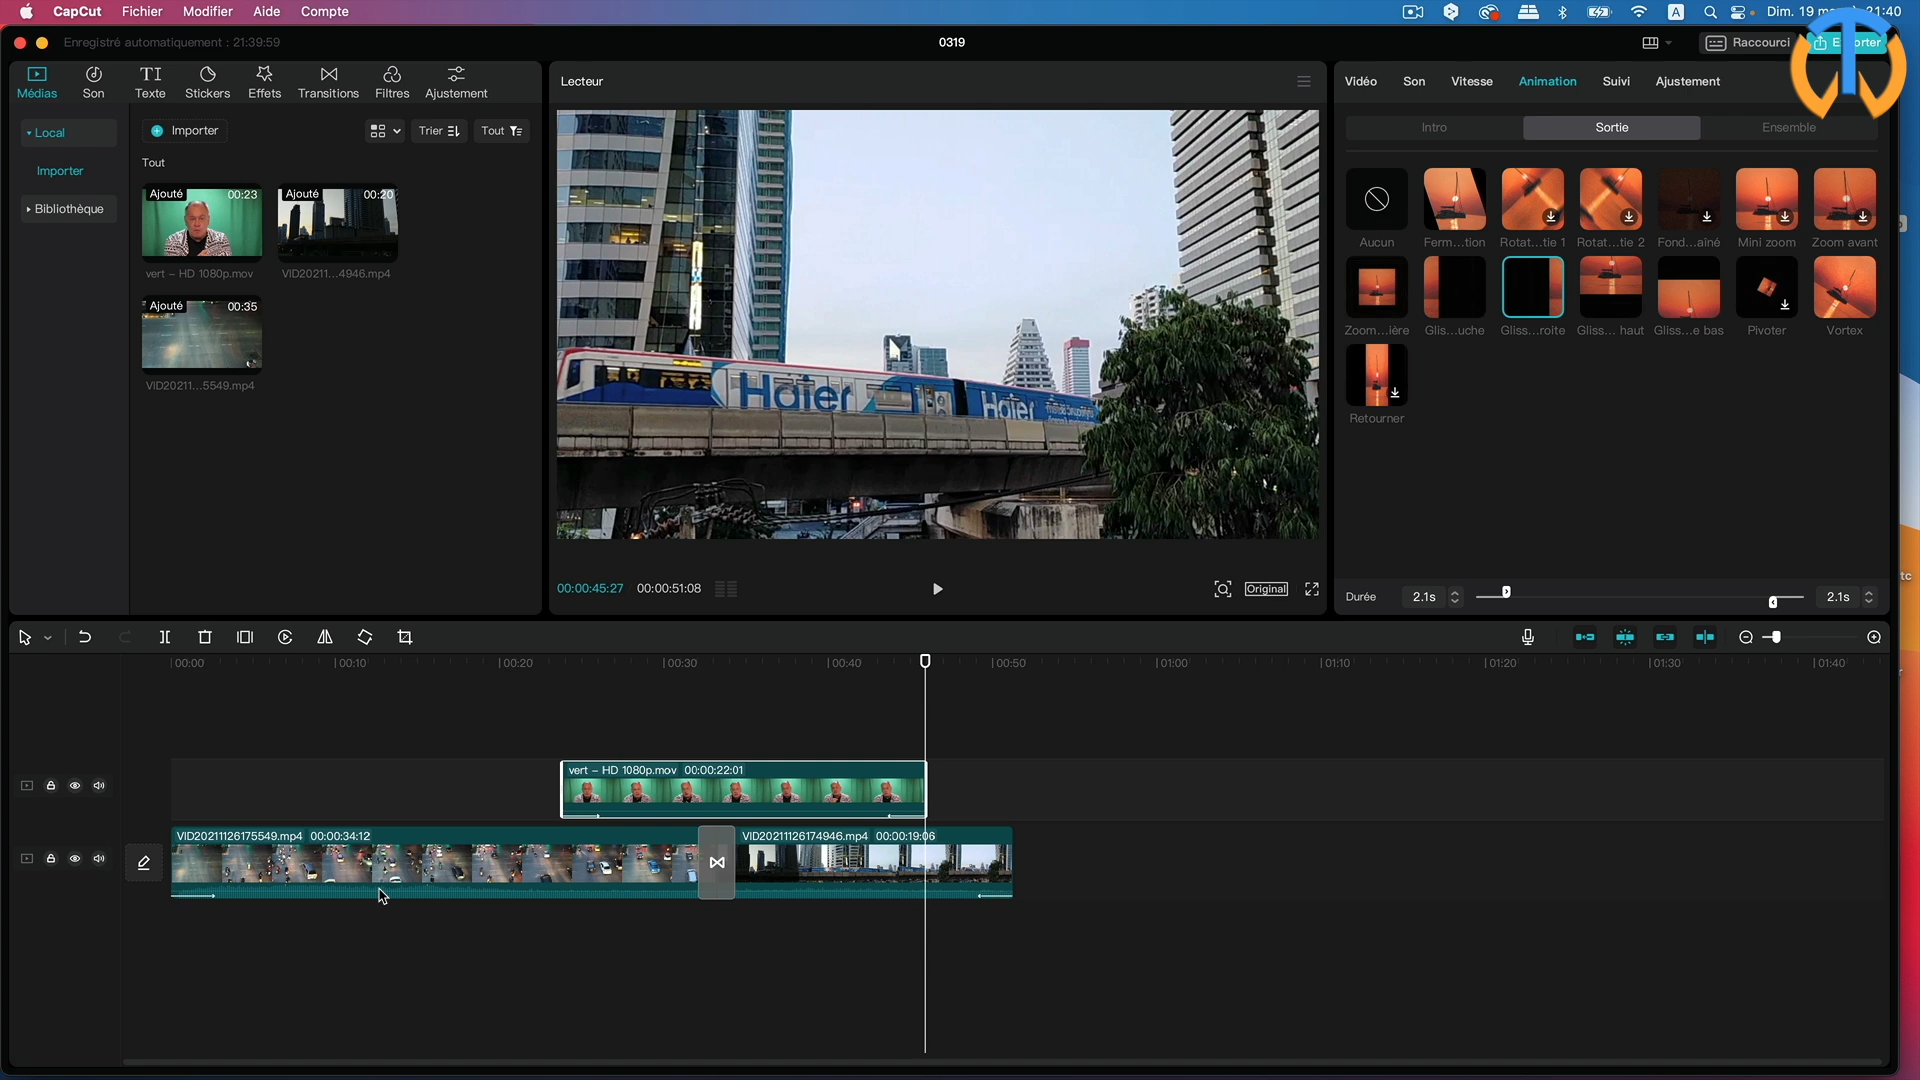 CapCut Fichier Modifier Aide Compte
A Dim. 19 21:40
Enregistré automatiquement : 21:39:59
0319
Raccourci
Médias Son Texte Stickers Effets Transitions Filtres Ajustement
Local
Importer
Bibliothèque
Importer
Trier
Tout
Tout
Ajouté 00:23
Ajouté 00:20
vert – HD 1080p.mov
VID20211...4946.mp4
Ajouté 00:35
VID20211...5549.mp4
Lecteur
Haier
Haier
00:00:45:27 00:00:51:08
Original
Vidéo Son Vitesse Animation Suivi Ajustement
Intro Sortie Ensemble
Aucun Ferm...tion Rotat...tie 1 Rotat...tie 2 Fond...aîné Mini zoom Zoom avant
Zoom...ière Glis...uche Gliss...roite Gliss... haut Gliss...e bas Pivoter Vortex
Retourner
Durée 2.1s 2.1s
00:00 00:10 00:20 00:30 00:40 00:50 01:00 01:10 01:20 01:30 01:40
vert – HD 1080p.mov 00:00:22:01
VID20211126175549.mp4 00:00:34:12
VID20211126174946.mp4 00:00:19:06
tc